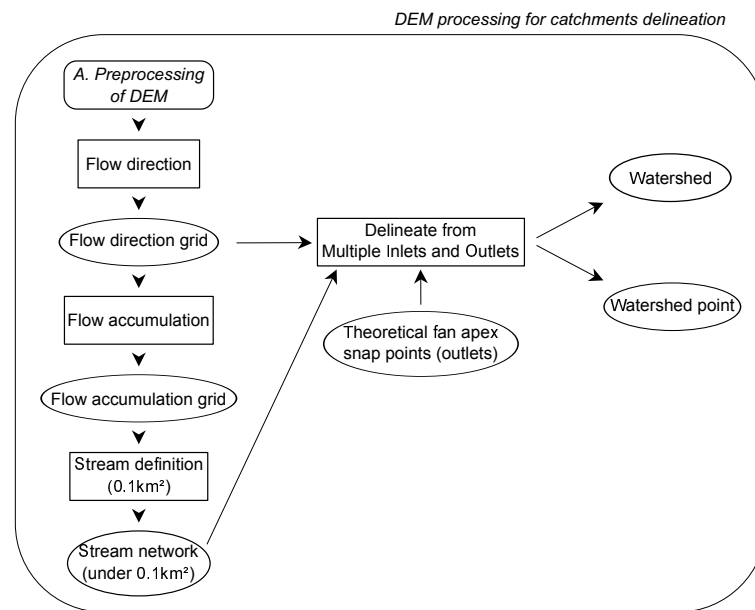 DEM processing for catchments delineation
A. Preprocessing
of DEM
Flow direction
Flow direction grid
Flow accumulation
Flow accumulation grid
Stream definition
(0.1km²)
Stream network
(under 0.1km²)
Delineate from
Multiple Inlets and Outlets
Theoretical fan apex
snap points (outlets)
Watershed
Watershed point